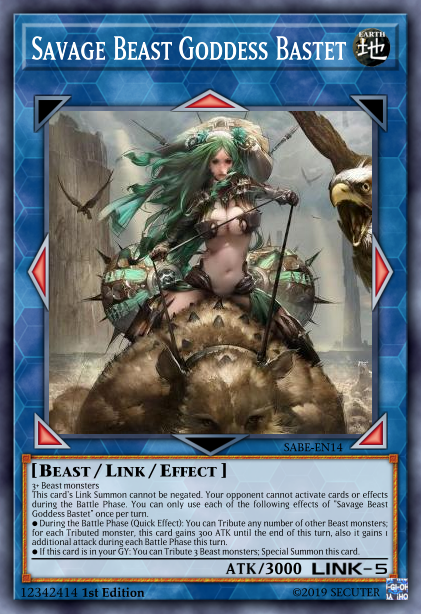 Savage Beast Goddess Bastet
EARTH
地
SABE-EN14
[Beast / Link / Effect]
3+ Beast monsters
This card's Link Summon cannot be negated. Your opponent cannot activate cards or effects
during the Battle Phase. You can only use each of the following effects of "Savage Beast
Goddess Bastet" once per turn.
●During the Battle Phase (Quick Effect): You can Tribute any number of other Beast monsters;
for each Tributed monster, this card gains 300 ATK until the end of this turn, also it gains 1
additional attack during each Battle Phase this turn.
● If this card is in your GY: You can Tribute 3 Beast monsters; Special Summon this card.
ATK/3000 LINK-5
12342414 1st Edition
©2019 SECUTER